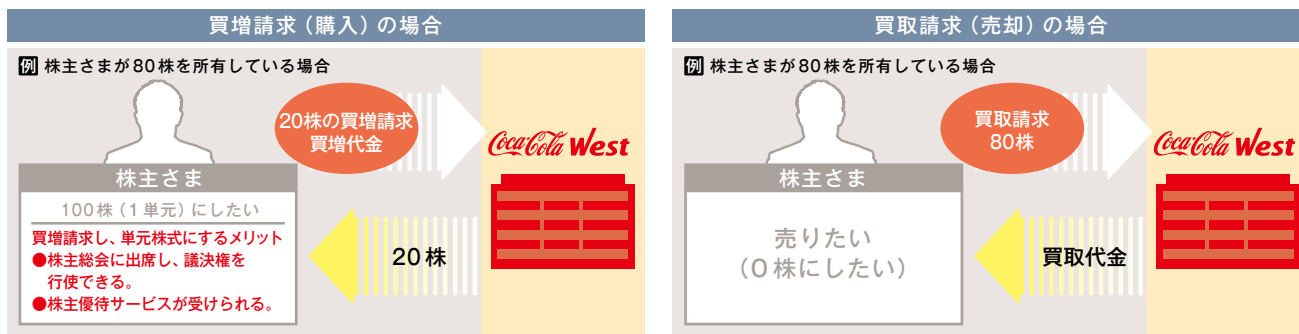 買増請求（購入）の場合
例 株主さまが80株を所有している場合
20株の買増請求
買増代金
Coca-Cola West
株主さま
100株（1単元）にしたい
買増請求し、単元株式にするメリット
●株主総会に出席し、議決権を
行使できる。
●株主優待サービスが受けられる。
20株
買取請求（売却）の場合
例 株主さまが80株を所有している場合
買取請求
80株
Coca-Cola West
株主さま
売りたい
（0株にしたい）
買取代金